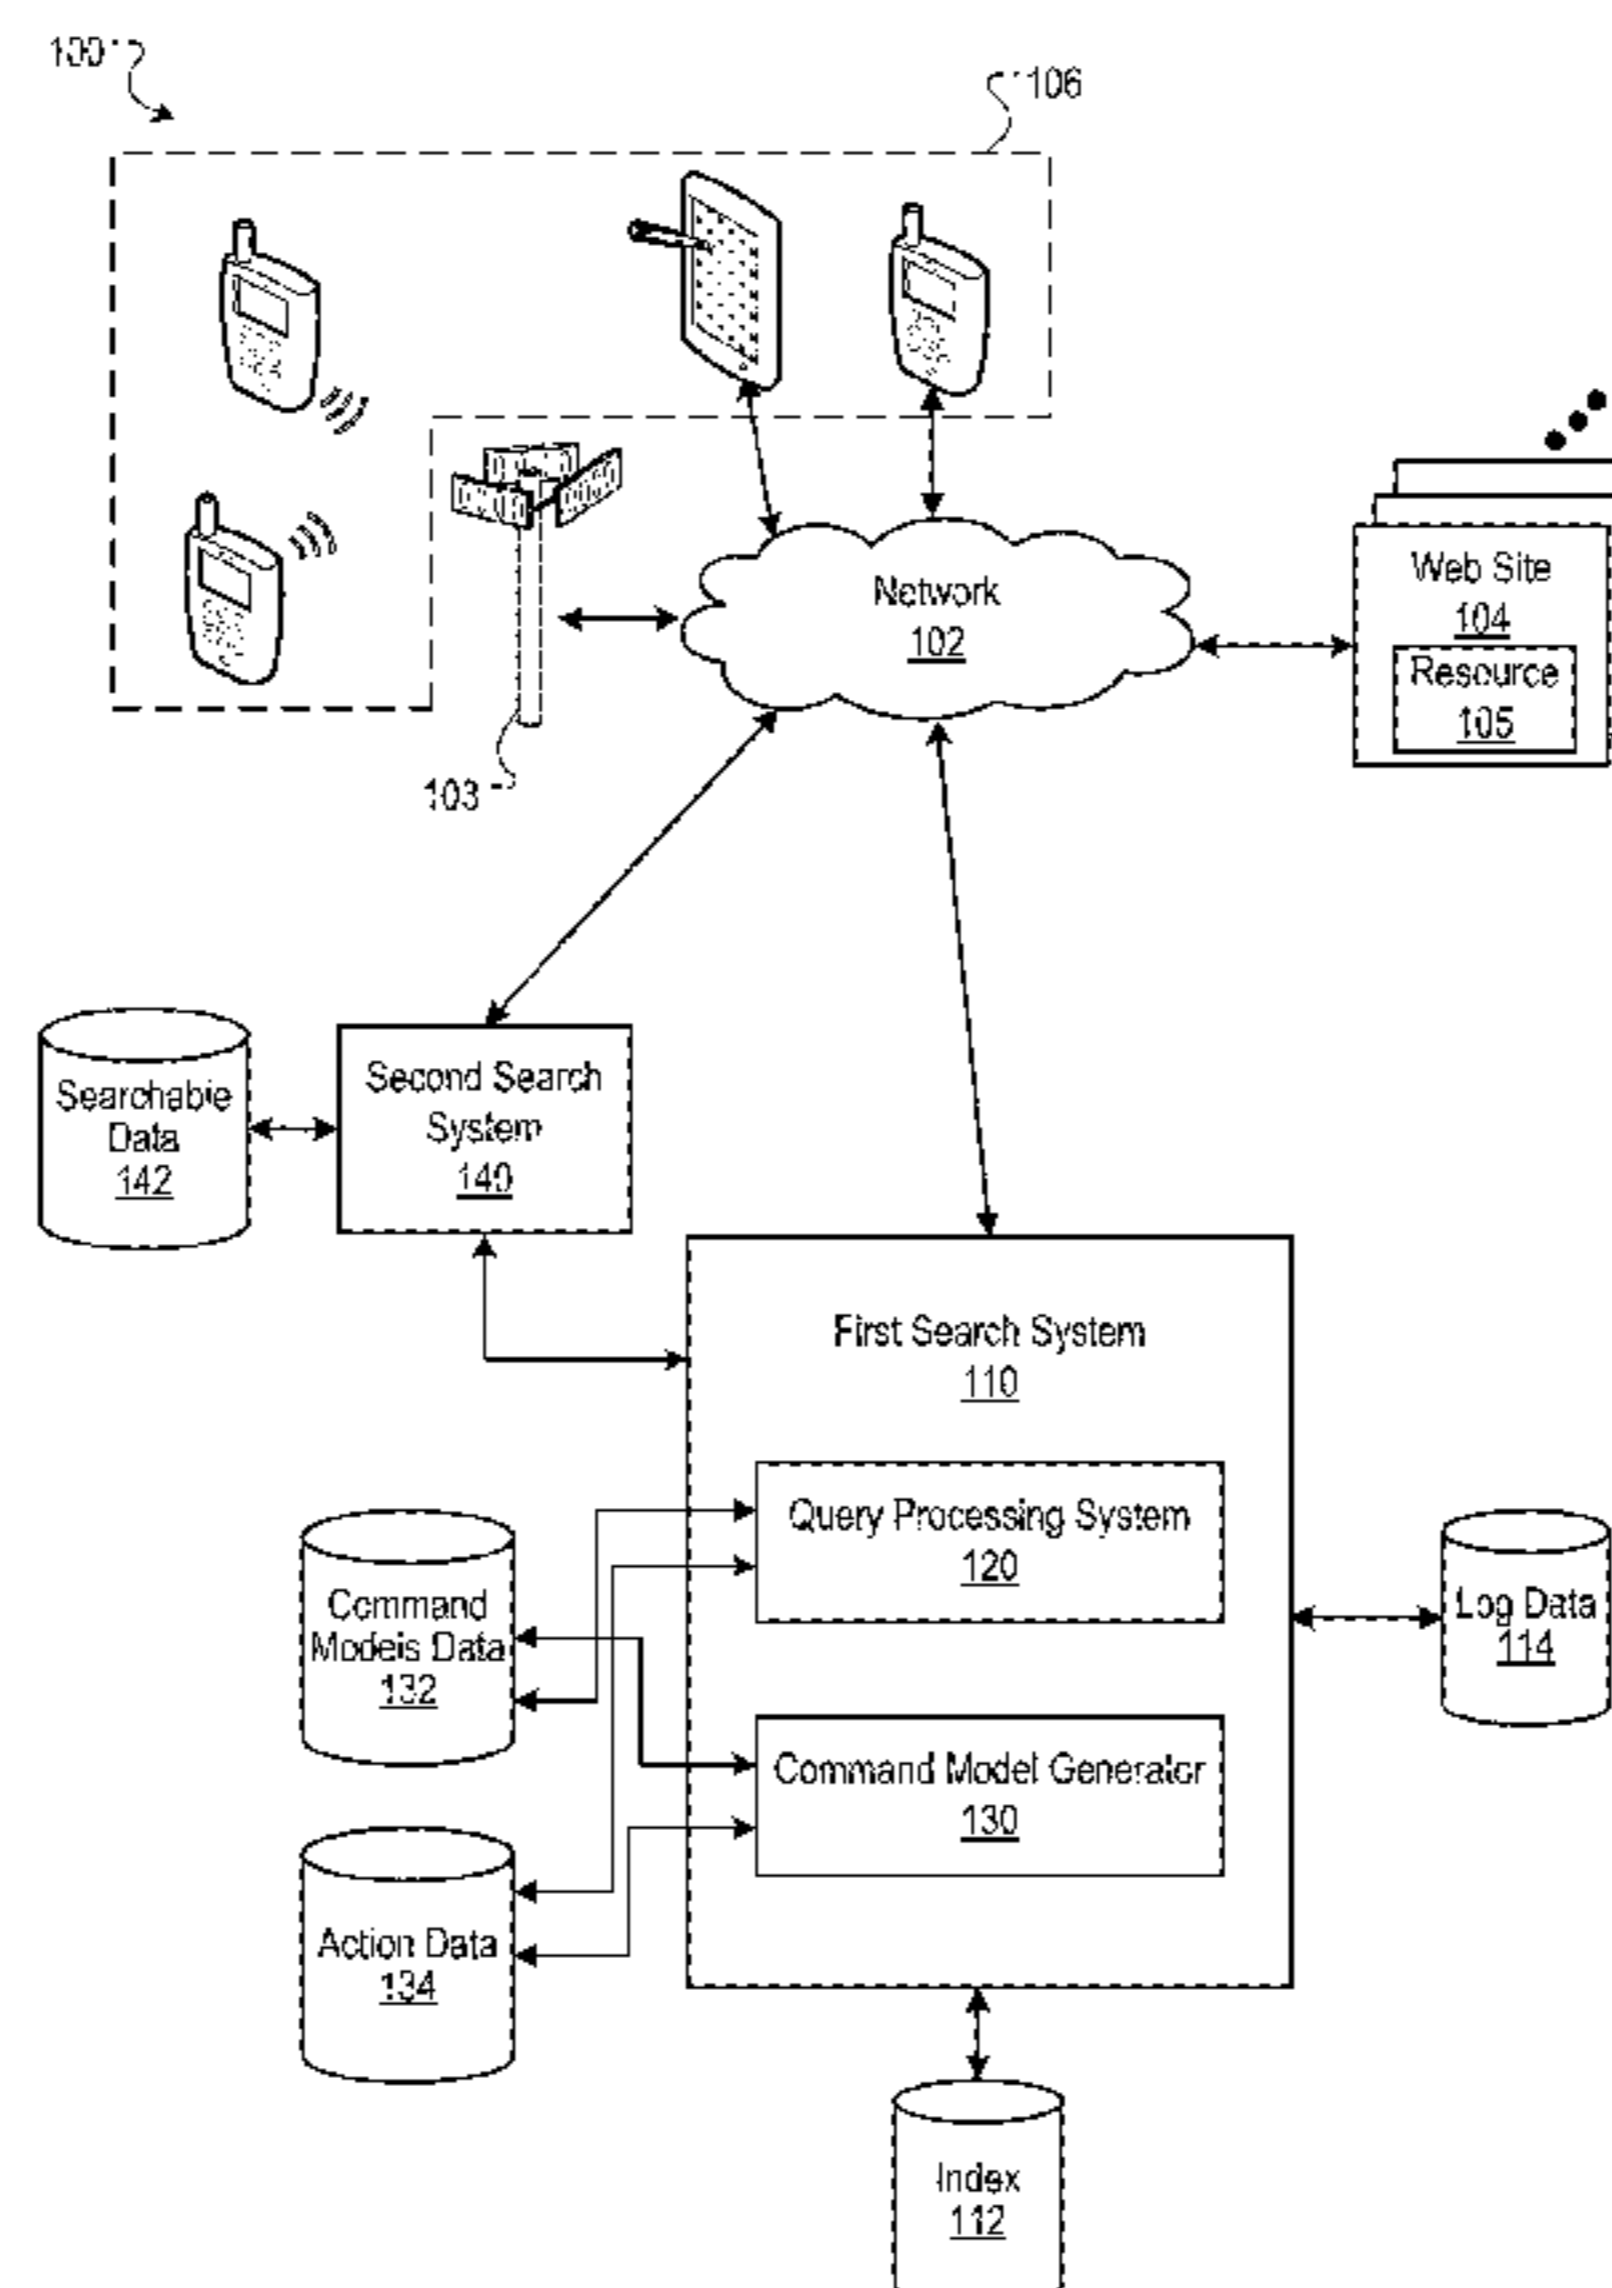 100
106
Network
102
Web Site
104
Resource
105
103
Searchable
Data
142
Second Search
System
140
First Search System
110
Query Processing System
120
Command
Models Data
132
Log Data
114
Command Model Generator
130
Action Data
134
Index
112